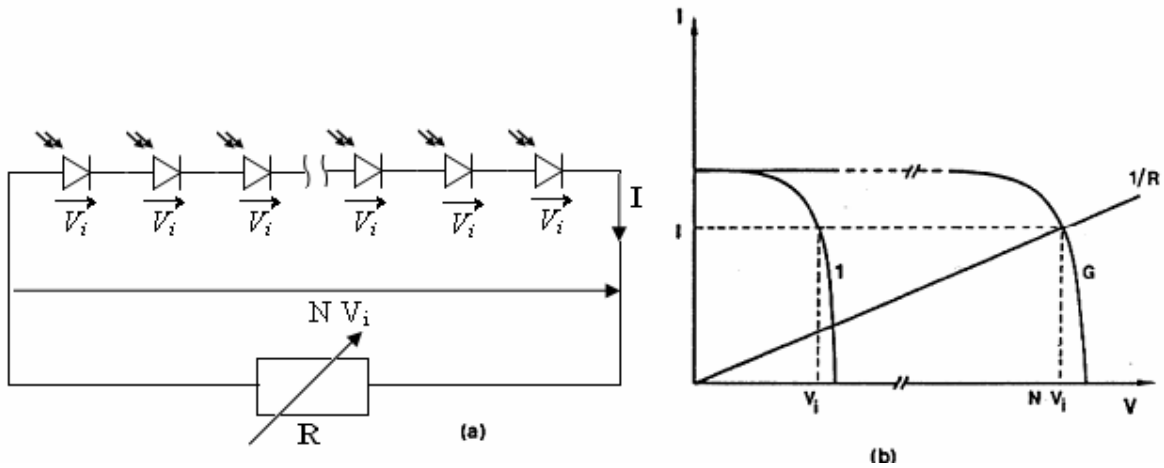 V_i V_i V_i V_i V_i V_i
I
N V_i
R
(a)
I
1/R
I
1
G
V_i
N V_i
V
(b)